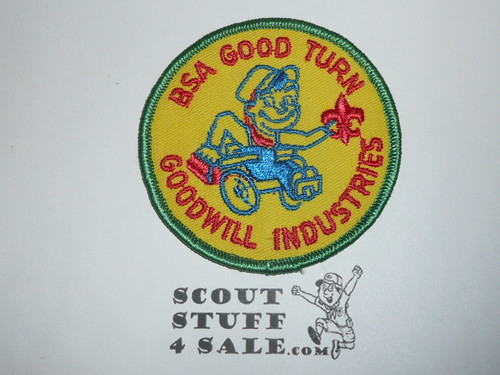 BSA GOOD TURN
GOODWILL INDUSTRIES
SCOUT
STUFF
4 SALE.COM